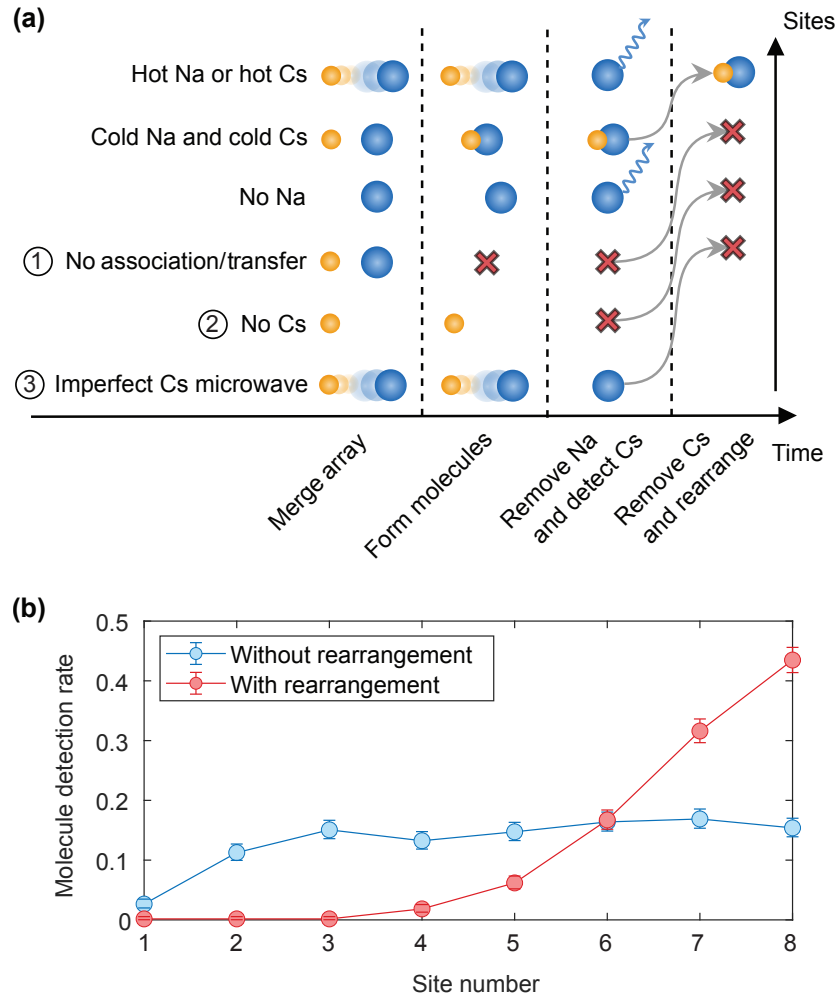 (a)
Sites
Hot Na or hot Cs
Cold Na and cold Cs
No Na
① No association/transfer
② No Cs
③ Imperfect Cs microwave
Time
Merge array
Form molecules
Remove Na
and detect Cs
Remove Cs
and rearrange
(b)
Molecule detection rate
0.5
0.4
0.3
0.2
0.1
0
Without rearrangement
With rearrangement
1 2 3 4 5 6 7 8
Site number